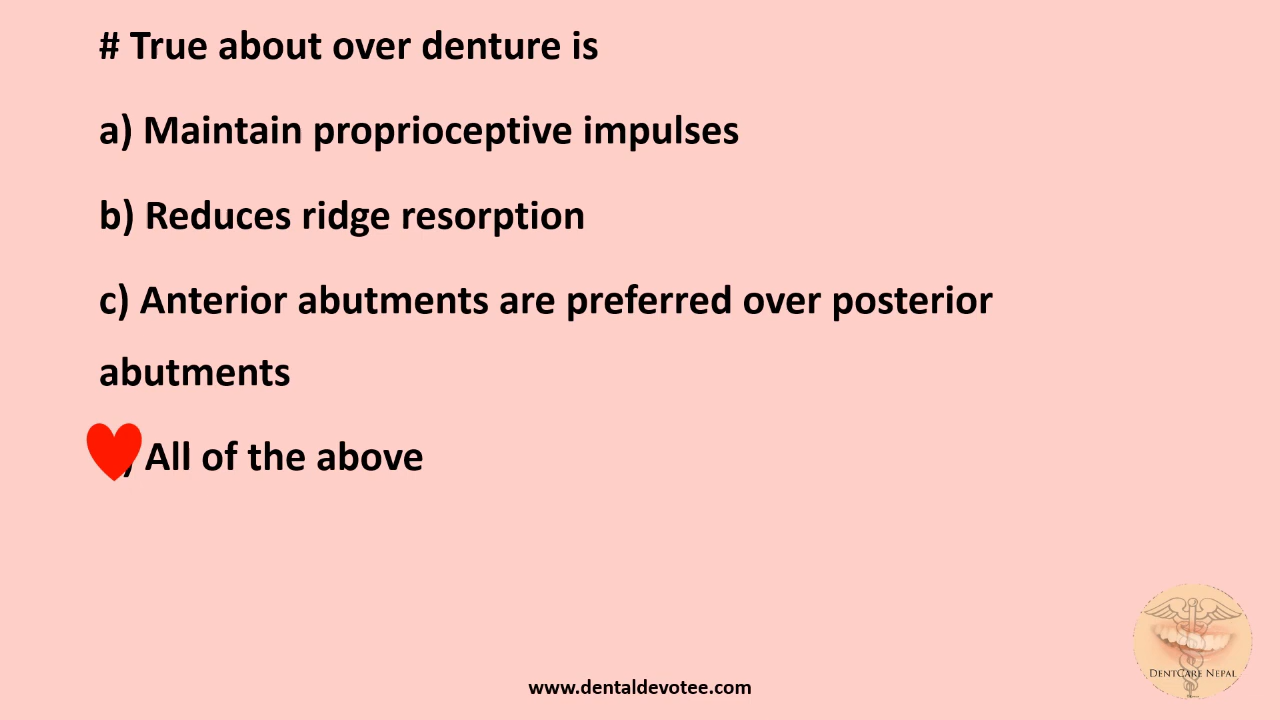 # True about over denture is
a) Maintain proprioceptive impulses
b) Reduces ridge resorption
c) Anterior abutments are preferred over posterior
abutments
) All of the above
DentCare Nepal
www.dentaldevotee.com